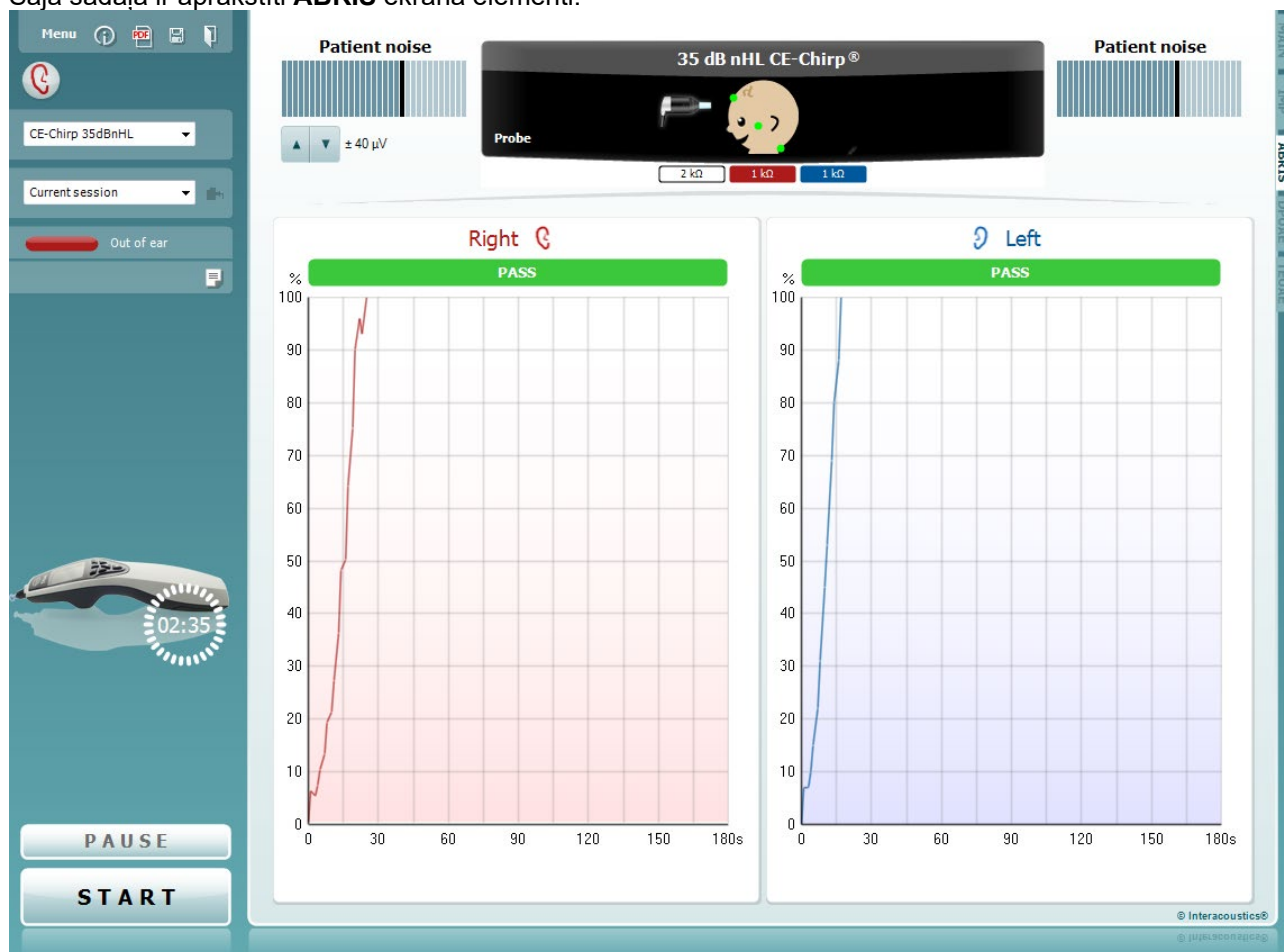 Šajā sadaļā ir aprakstīti ABRIS ekrāna elementi.
Menu PDF
CE-Chirp 35dBnHL
Current session
Out of ear
02:35
PAUSE
START
Patient noise
± 40 µV
35 dB nHL CE-Chirp®
Probe
2 kΩ 1 kΩ 1 kΩ
Patient noise
Right
PASS
%
100
90
80
70
60
50
40
30
20
10
0
0 30 60 90 120 150 180s
Left
PASS
%
100
90
80
70
60
50
40
30
20
10
0
0 30 60 90 120 150 180s
© Interacoustics®
ABRIS